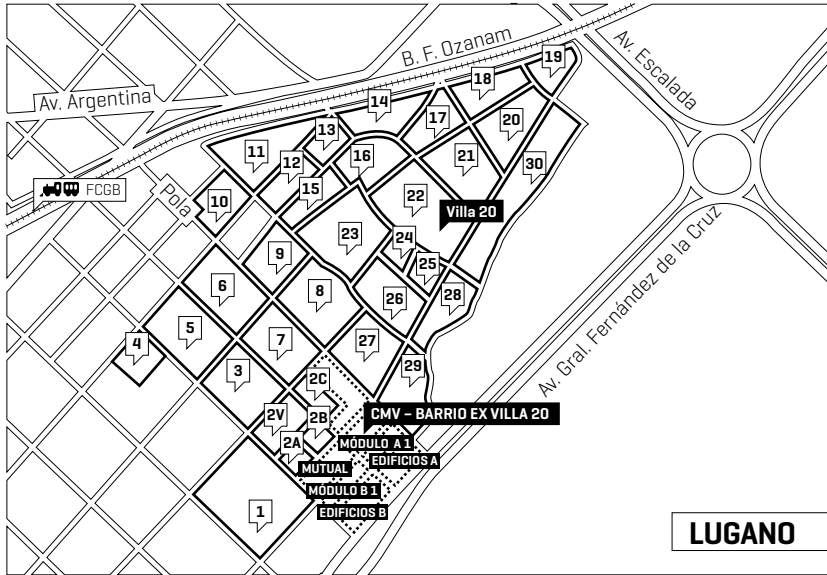 B. F. Ozanam
Av. Escalada
Av. Argentina
19
18
14
13
17
20
11
12
16
21
30
FCGB
Pola
10
15
22
Villa 20
23
24
9
25
6
8
26
28
Av. Gral. Fernández de la Cruz
5
7
27
4
3
29
2C
CMV – BARRIO EX VILLA 20
2V
2B
2A
MÓDULO A 1
EDIFICIOS A
MUTUAL
MÓDULO B 1
1
EDIFICIOS B
LUGANO